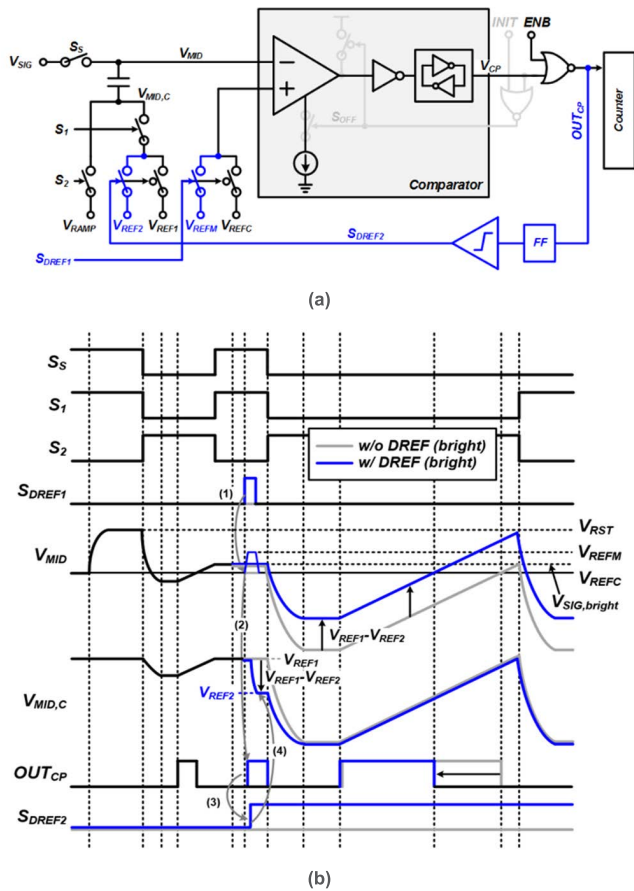 INIT ENB
S_S
V_SIG
V_MID
V_CP
V_MID,C
S_1
S_OFF
OUT_CP
Counter
S_2
Comparator
V_RAMP V_REF2 V_REF1 V_REFM V_REFC
S_DREF2
FF
S_DREF1
(a)
S_S
S_1
S_2
w/o DREF (bright)
w/ DREF (bright)
S_DREF1
(1)
V_RST
V_MID
V_REFM
V_REFC
V_SIG,bright
(2)
V_REF1-V_REF2
V_REF1
V_REF1-V_REF2
V_MID,C
V_REF2
(4)
OUT_CP
(3)
S_DREF2
(b)